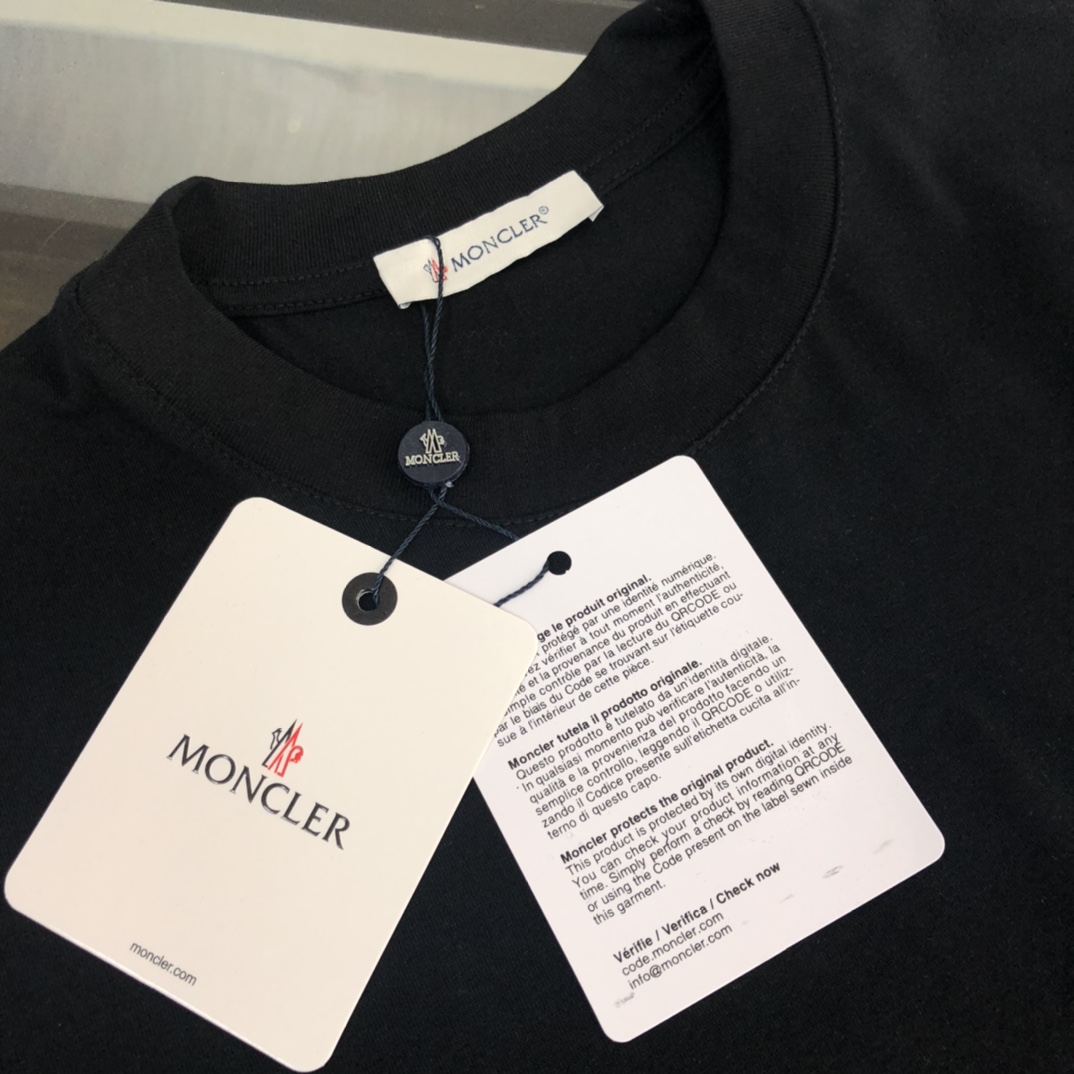 MONCLER®
MONCLER
MONCLER
moncler.com
ge le produit original.
protégé par une identité numérique.
ez vérifier à tout moment l'authenticité,
et la provenance du produit en effectuant
mple contrôle par la lecture du QRCODE ou
ar le biais du Code se trouvant sur l'étiquette cou-
sue à l'intérieur de cette pièce.
Moncler tutela il prodotto originale.
Questo prodotto è tutelato da un'identità digitale.
In qualsiasi momento può verificare l'autenticità, la
qualità e la provenienza del prodotto facendo un
semplice controllo, leggendo il QRCODE o utiliz-
zando il Codice presente sull'etichetta cucita all'in-
terno di questo capo.
Moncler protects the original product.
This product is protected by its own digital identity.
You can check your product information at any
time. Simply perform a check by reading QRCODE
or using the Code present on the label sewn inside
this garment.
Vérifie / Verifica / Check now
code.moncler.com
info@moncler.com